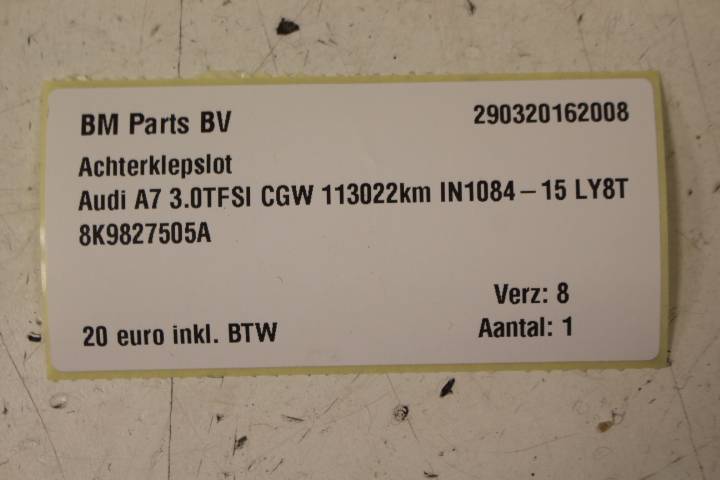 BM Parts BV 290320162008
Achterklepslot
Audi A7 3.0TFSI CGW 113022km IN1084-15 LY8T
8K9827505A
Verz: 8
20 euro inkl. BTW Aantal: 1